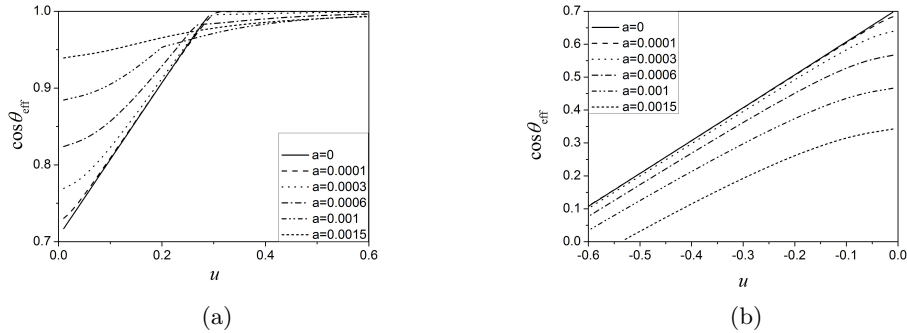 1.0
0.9
0.8
0.7
cosθeff
0.0 0.2 0.4 0.6
u
a=0
a=0.0001
a=0.0003
a=0.0006
a=0.001
a=0.0015
(a)
0.7
0.6
0.5
0.4
0.3
0.2
0.1
0.0
cosθeff
-0.6 -0.5 -0.4 -0.3 -0.2 -0.1 0.0
u
a=0
a=0.0001
a=0.0003
a=0.0006
a=0.001
a=0.0015
(b)